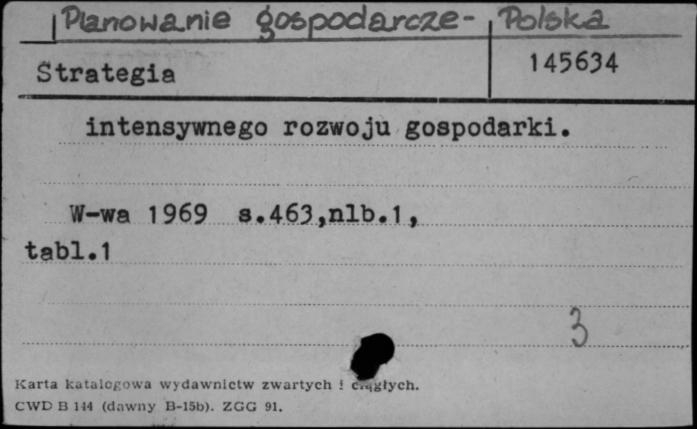 Planowanie gospodarcze - Polska
Strategia
145634
intensywnego rozwoju gospodarki.
W-wa 1969 s.463,nlb.1,
tabl.1
3
Karta katalogowa wydawnictw zwartych i ciągłych.
CWD B 144 (dawny B-15b). ZGG 91.